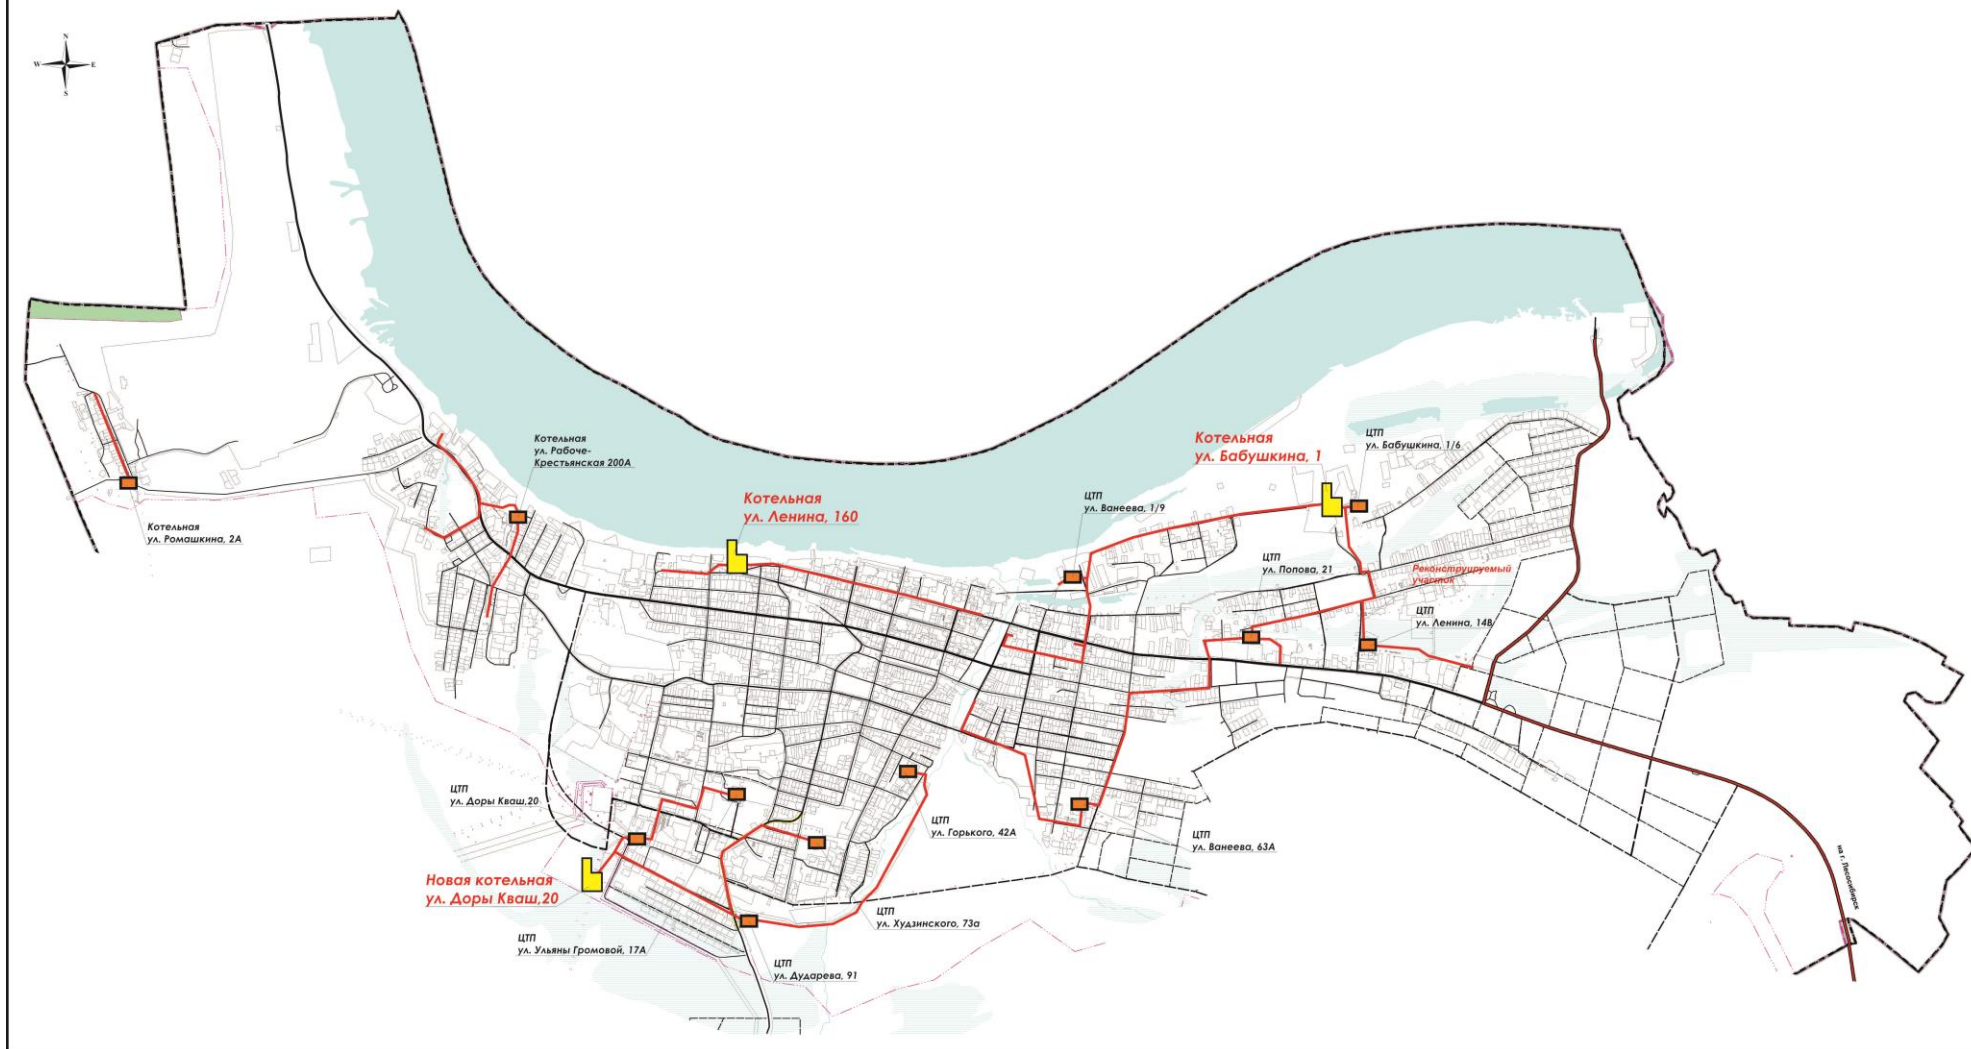 N
W
E
S
Котельная
ул. Рабоче-
Крестьянская 200А
Котельная
ул. Ленина, 160
Котельная
ул. Бабушкина, 1
ЦТП
ул. Бабушкина, 1/6
ЦТП
ул. Ванеева, 1/9
Котельная
ул. Ромашкина, 2А
ЦТП
ул. Попова, 21
Реконструируемый
участок
ЦТП
ул. Ленина, 14В
ЦТП
ул. Доры Кваш,20
ЦТП
ул. Горького, 42А
ЦТП
ул. Ванеева, 63А
Новая котельная
ул. Доры Кваш,20
ЦТП
ул. Худзинского, 73а
ЦТП
ул. Ульяны Громовой, 17А
ЦТП
ул. Дударева, 91
на г. Лесосибирск